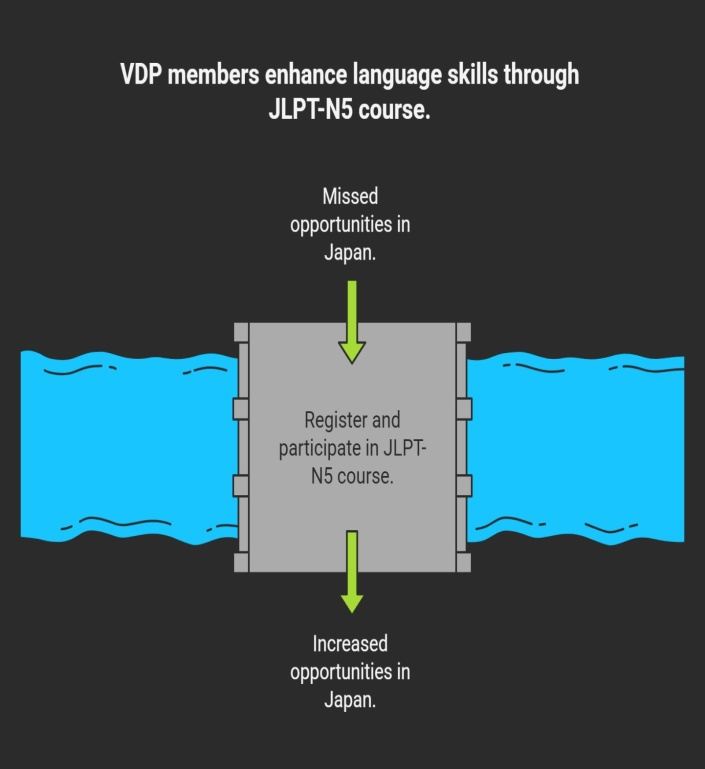 VDP members enhance language skills through
JLPT-N5 course.
Missed
opportunities in
Japan.
Register and
participate in JLPT-
N5 course.
Increased
opportunities in
Japan.